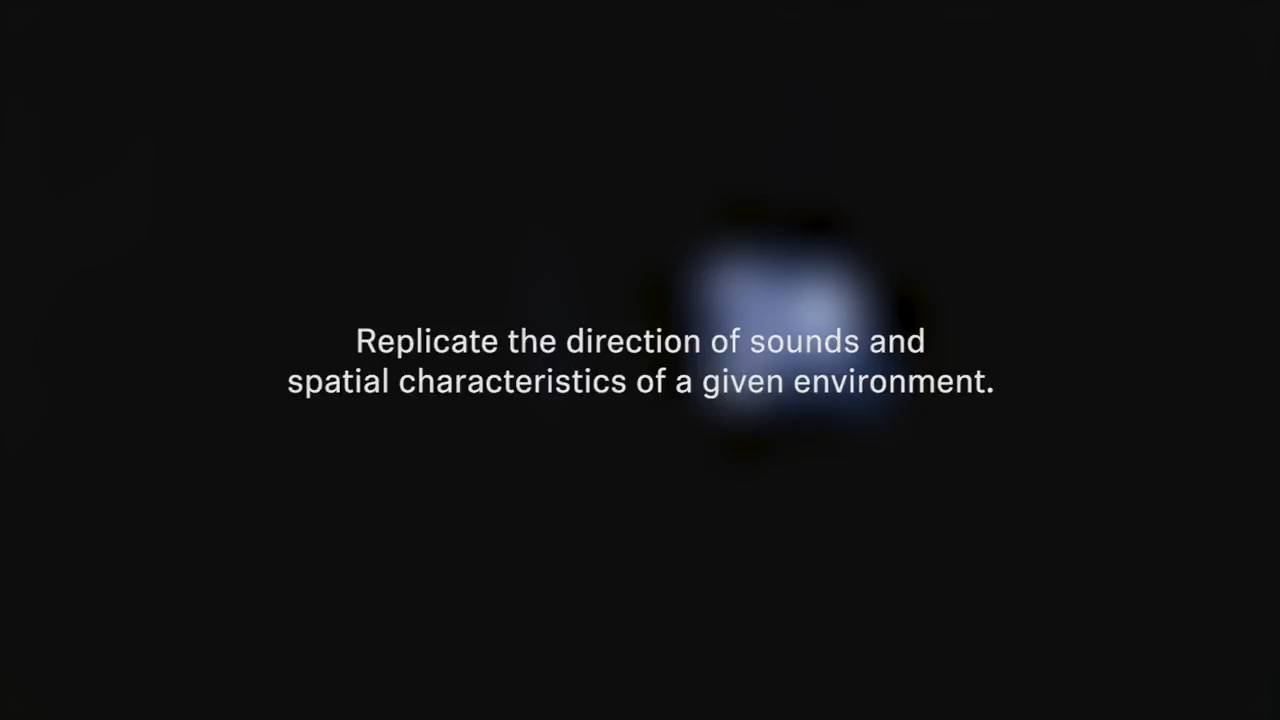 Replicate the direction of sounds and
spatial characteristics of a given environment.